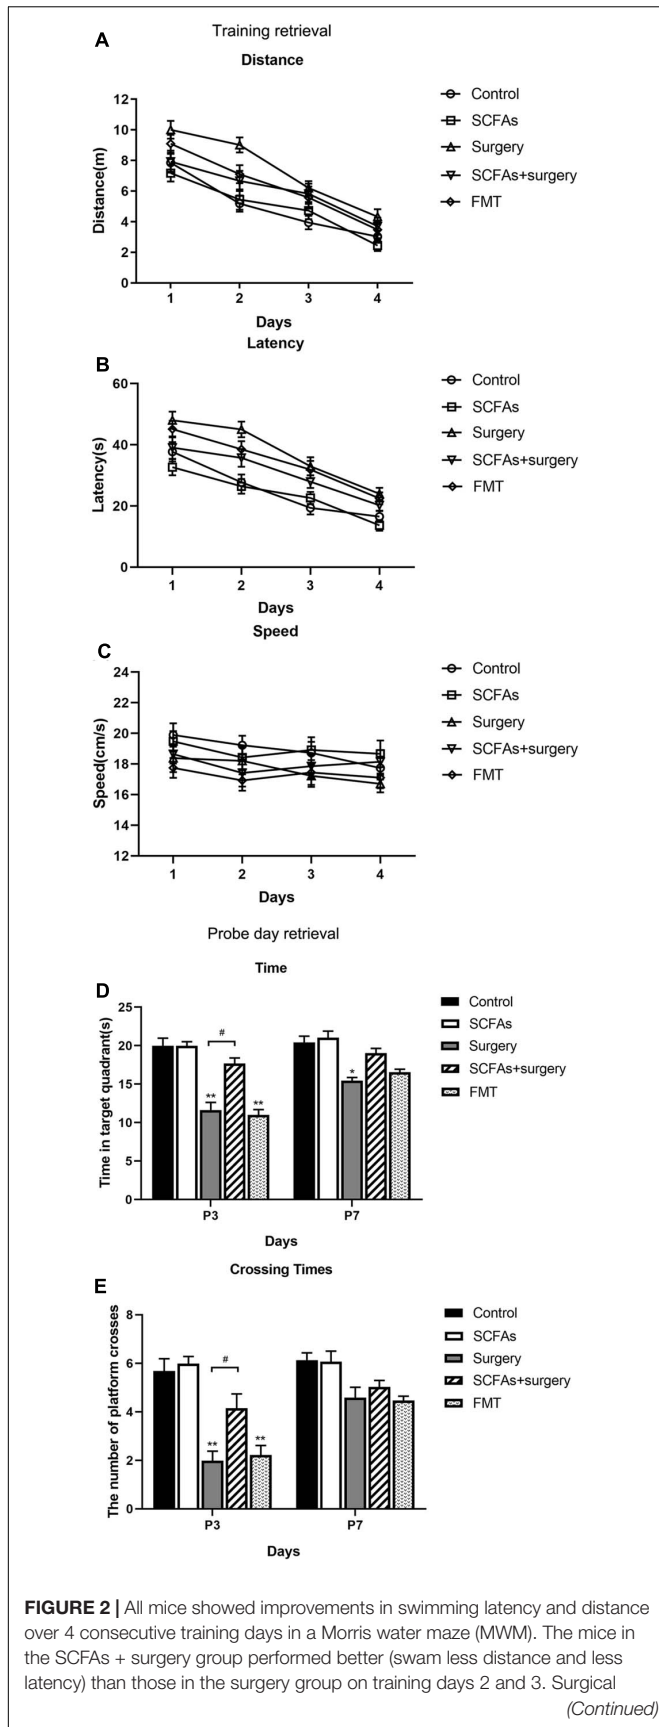 Training retrieval
A
Distance
12
10
8
6
4
2
0
Distance(m)
1 2 3 4
Days
Control
SCFAs
Surgery
SCFAs+surgery
FMT
Latency
B
60
40
20
0
Latency(s)
1 2 3 4
Days
Control
SCFAs
Surgery
SCFAs+surgery
FMT
Speed
C
24
22
20
18
16
14
12
Speed(cm/s)
1 2 3 4
Days
Control
SCFAs
Surgery
SCFAs+surgery
FMT
Probe day retrieval
Time
D
25
20
15
10
5
0
Time in target quadrant(s)
# ** ** *
P3 P7
Days
Control
SCFAs
Surgery
SCFAs+surgery
FMT
Crossing Times
E
8
6
4
2
0
The number of platform crosses
# ** **
P3 P7
Days
Control
SCFAs
Surgery
SCFAs+surgery
FMT
FIGURE 2 | All mice showed improvements in swimming latency and distance
over 4 consecutive training days in a Morris water maze (MWM). The mice in
the SCFAs + surgery group performed better (swam less distance and less
latency) than those in the surgery group on training days 2 and 3. Surgical
(Continued)